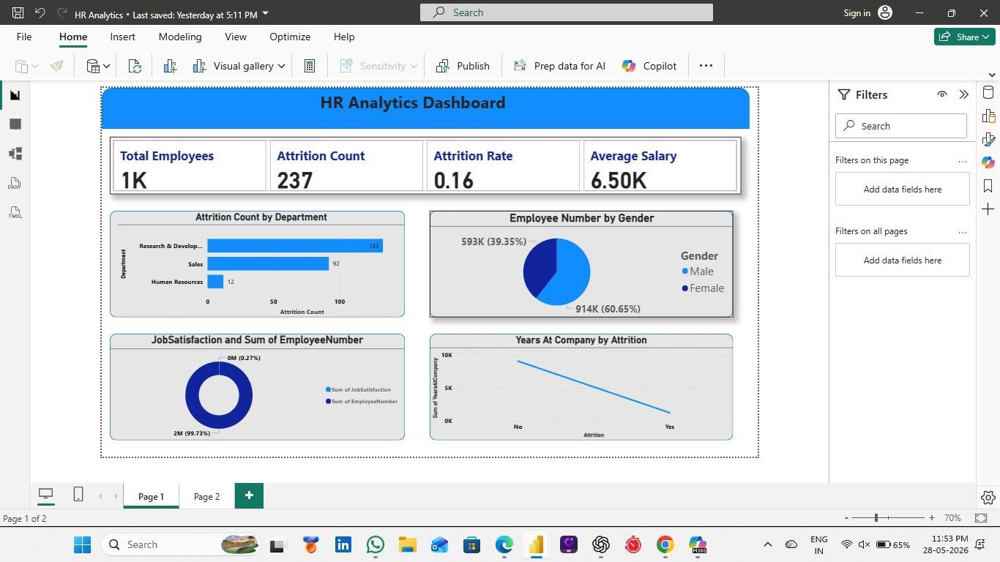 HR Analytics • Last saved: Yesterday at 5:11 PM
Search
Sign in
File Home Insert Modeling View Optimize Help
Share
Visual gallery
Sensitivity
Publish
Prep data for AI
Copilot
HR Analytics Dashboard
Total Employees
1K
Attrition Count
237
Attrition Rate
0.16
Average Salary
6.50K
Attrition Count by Department
Department
Research & Develop... 133
Sales 92
Human Resources 12
0 50 100
Attrition Count
Employee Number by Gender
593K (39.35%)
914K (60.65%)
Gender
Male
Female
JobSatisfaction and Sum of EmployeeNumber
0M (0.27%)
2M (99.73%)
Sum of JobSatisfaction
Sum of EmployeeNumber
Years At Company by Attrition
Sum of YearsAtCompany
10K
5K
0K
No Yes
Attrition
Filters
Search
Filters on this page ...
Add data fields here
Filters on all pages ...
Add data fields here
DAX
TMDL
Page 1 Page 2 +
Page 1 of 2
- + 70%
Search
M365
ENG
IN
65%
11:53 PM
28-05-2026